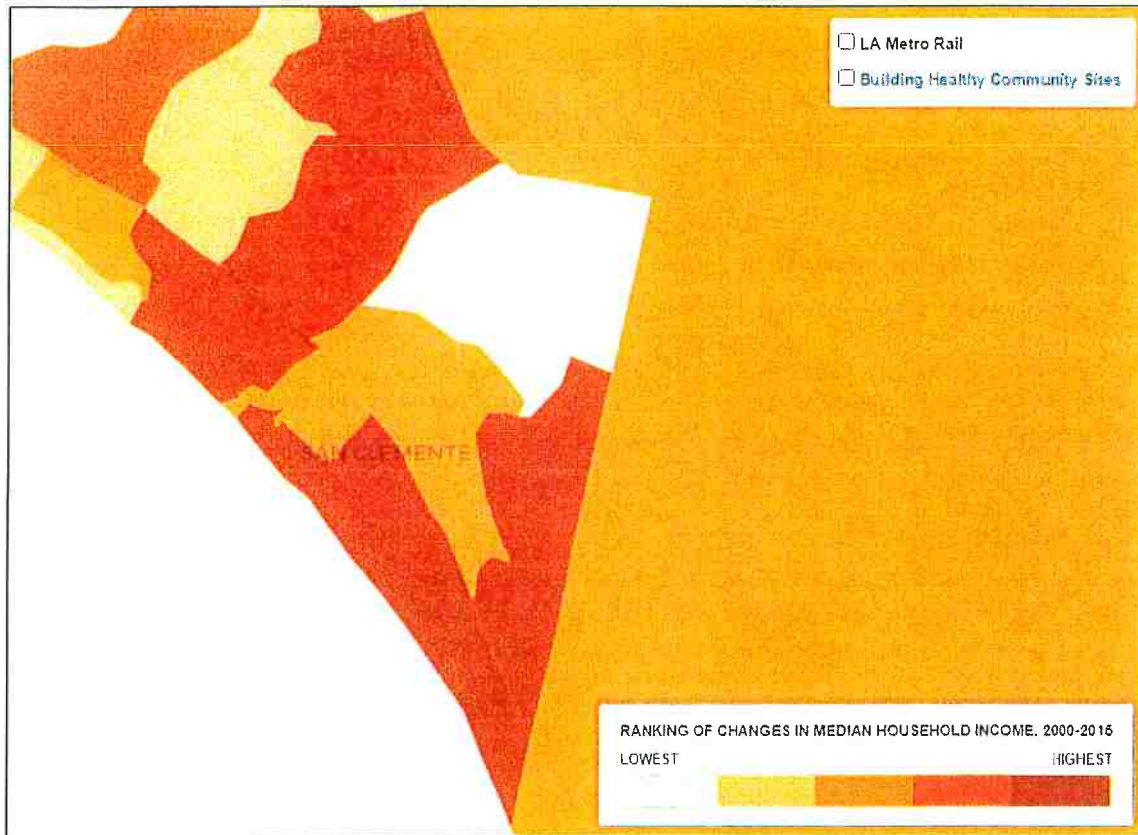 LA Metro Rail
Building Healthy Community Sites
SAN CLEMENTE
RANKING OF CHANGES IN MEDIAN HOUSEHOLD INCOME, 2000-2015
LOWEST HIGHEST